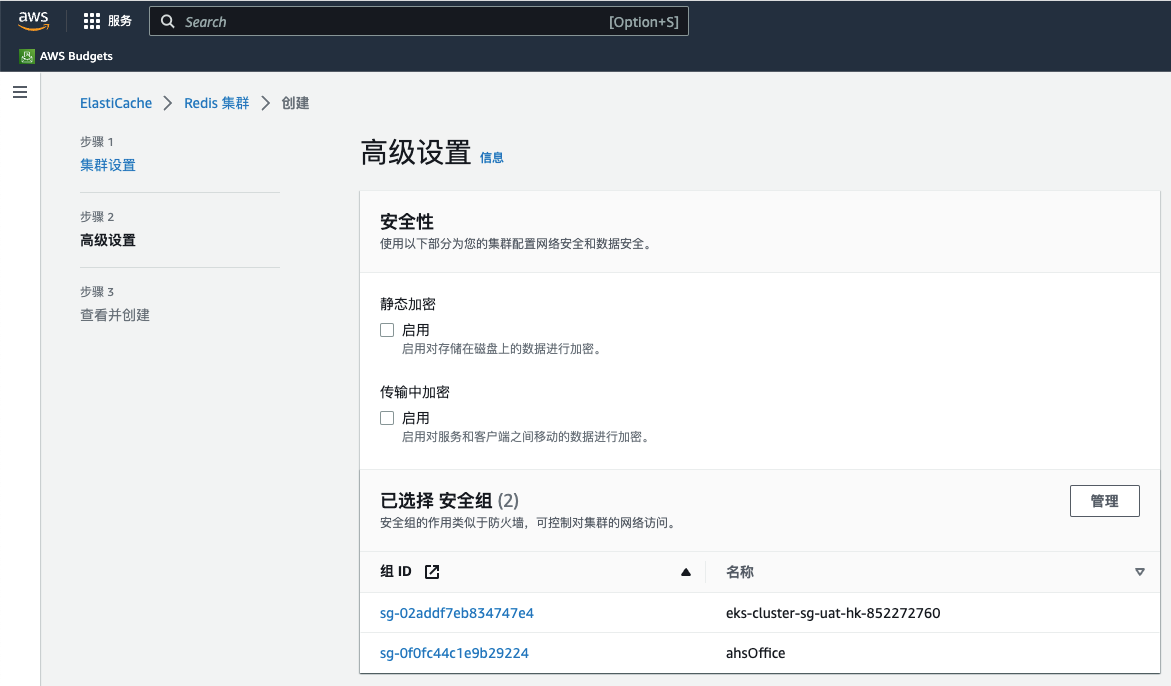 aws
服务
Search
[Option+S]
AWS Budgets
ElastiCache
Redis 集群
创建
步骤 1
集群设置
步骤 2
高级设置
步骤 3
查看并创建
高级设置 信息
安全性
使用以下部分为您的集群配置网络安全和数据安全。
静态加密
启用
启用对存储在磁盘上的数据进行加密。
传输中加密
启用
启用对服务和客户端之间移动的数据进行加密。
已选择 安全组 (2)
管理
安全组的作用类似于防火墙，可控制对集群的网络访问。
组 ID
名称
sg-02addf7eb834747e4
eks-cluster-sg-uat-hk-852272760
sg-0f0fc44c1e9b29224
ahsOffice